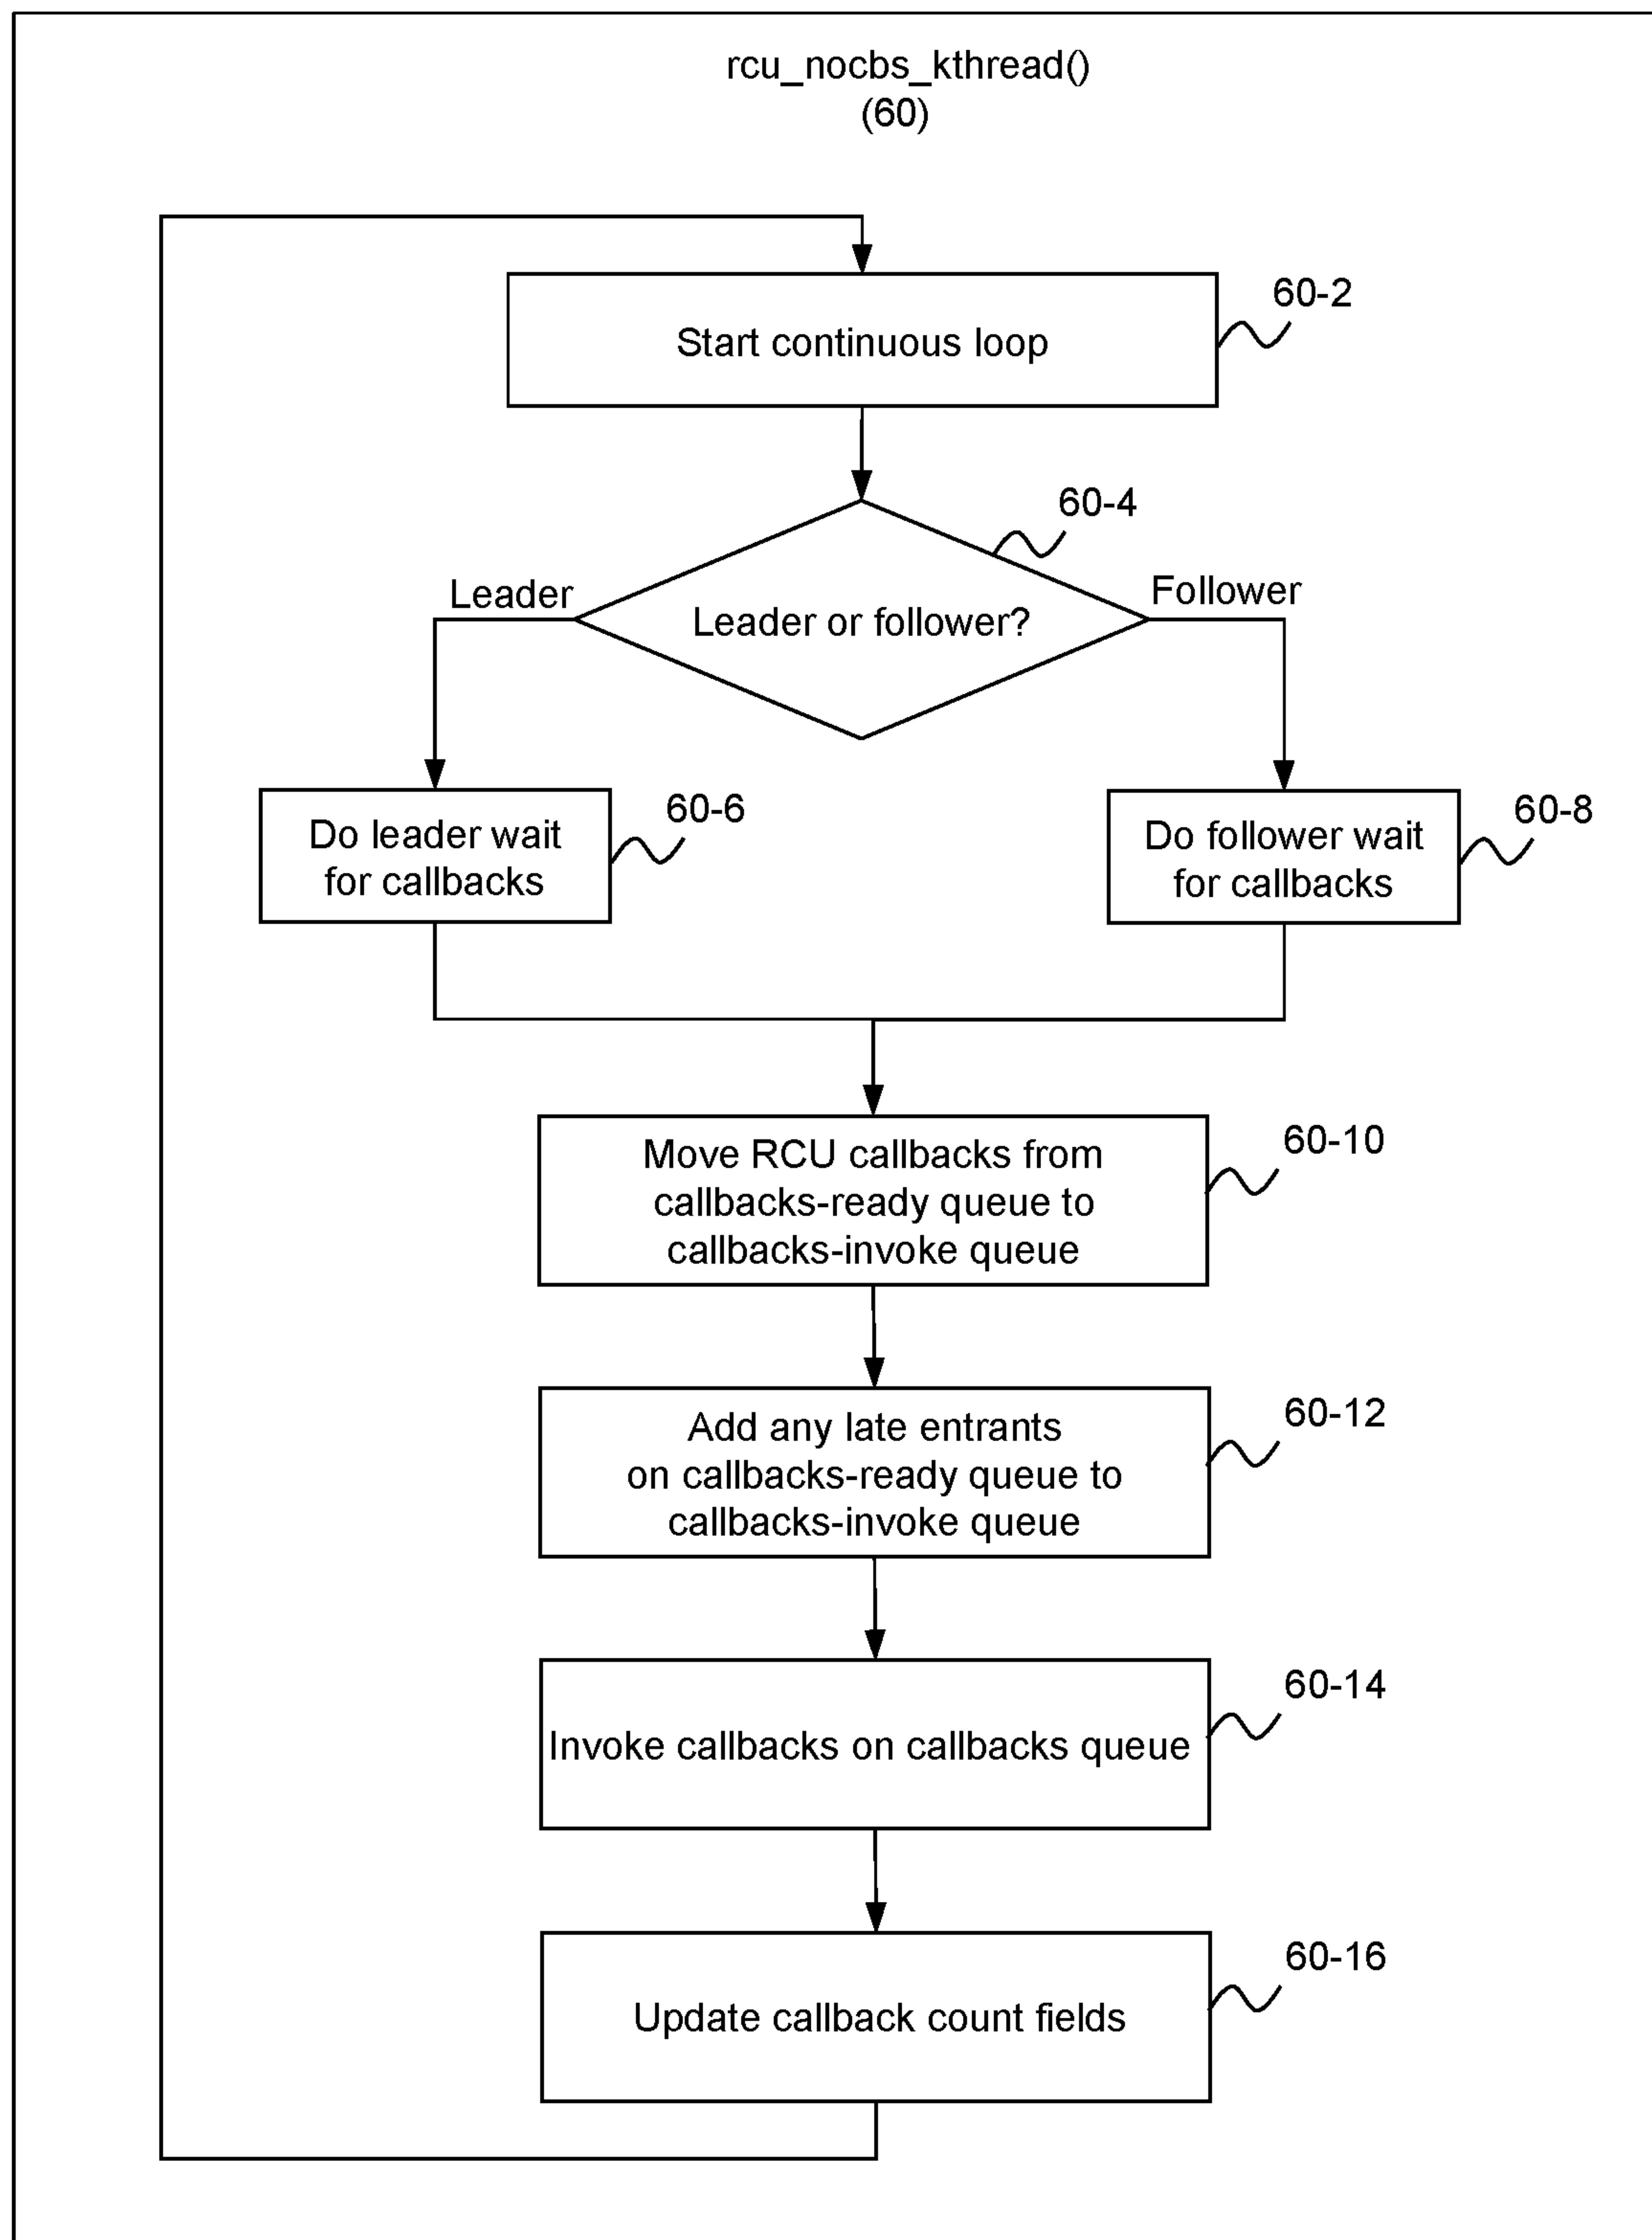 rcu_nocbs_kthread()
(60)
60-2
Start continuous loop
60-4
Leader
Follower
Leader or follower?
60-6
60-8
Do leader wait
for callbacks
Do follower wait
for callbacks
60-10
Move RCU callbacks from
callbacks-ready queue to
callbacks-invoke queue
60-12
Add any late entrants
on callbacks-ready queue to
callbacks-invoke queue
60-14
Invoke callbacks on callbacks queue
60-16
Update callback count fields